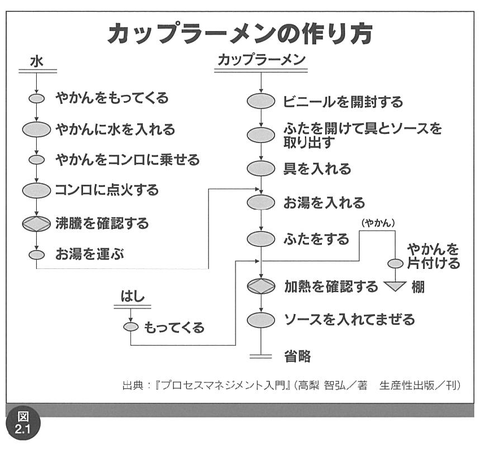 カップラーメンの作り方
水
やかんをもってくる
やかんに水を入れる
やかんをコンロに乗せる
コンロに点火する
沸騰を確認する
お湯を運ぶ
カップラーメン
ビニールを開封する
ふたを開けて具とソースを
取り出す
具を入れる
お湯を入れる
ふたをする
(やかん)
やかんを
片付ける
棚
はし
もってくる
加熱を確認する
ソースを入れてまぜる
省略
出典:『プロセスマネジメント入門』(高梨 智弘/著 生産性出版/刊)
図
2.1